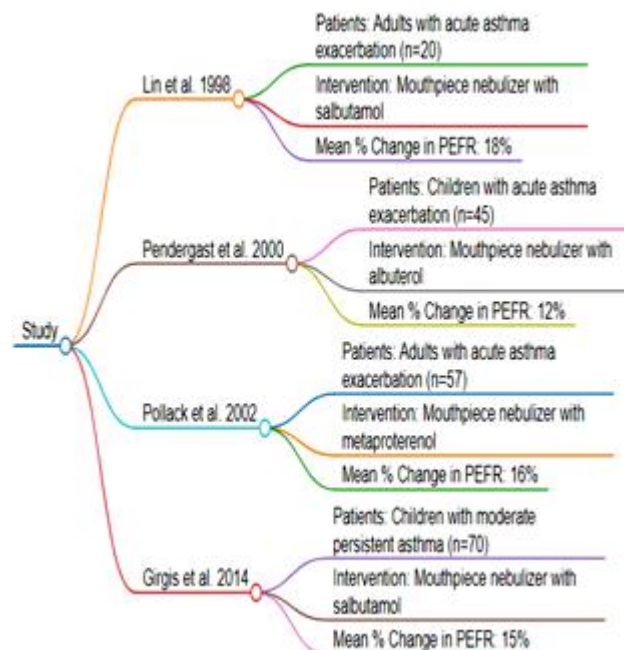 Patients: Adults with acute asthma
exacerbation (n=20)
Lin et al. 1998
Intervention: Mouthpiece nebulizer with
salbutamol
Mean % Change in PEFR: 18%
Patients: Children with acute asthma
exacerbation (n=45)
Pendergast et al. 2000
Intervention: Mouthpiece nebulizer with
albuterol
Mean % Change in PEFR: 12%
Study
Patients: Adults with acute asthma
exacerbation (n=57)
Pollack et al. 2002
Intervention: Mouthpiece nebulizer with
metaproterenol
Mean % Change in PEFR: 16%
Patients: Children with moderate
persistent asthma (n=70)
Girgis et al. 2014
Intervention: Mouthpiece nebulizer with
salbutamol
Mean % Change in PEFR: 15%